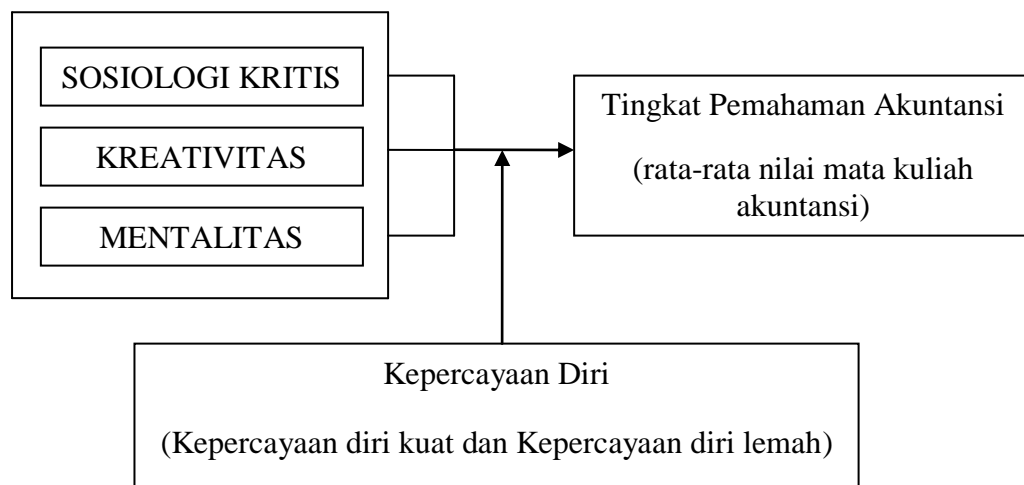 SOSIOLOGI KRITIS
KREATIVITAS
MENTALITAS
Tingkat Pemahaman Akuntansi
(rata-rata nilai mata kuliah
akuntansi)
Kepercayaan Diri
(Kepercayaan diri kuat dan Kepercayaan diri lemah)